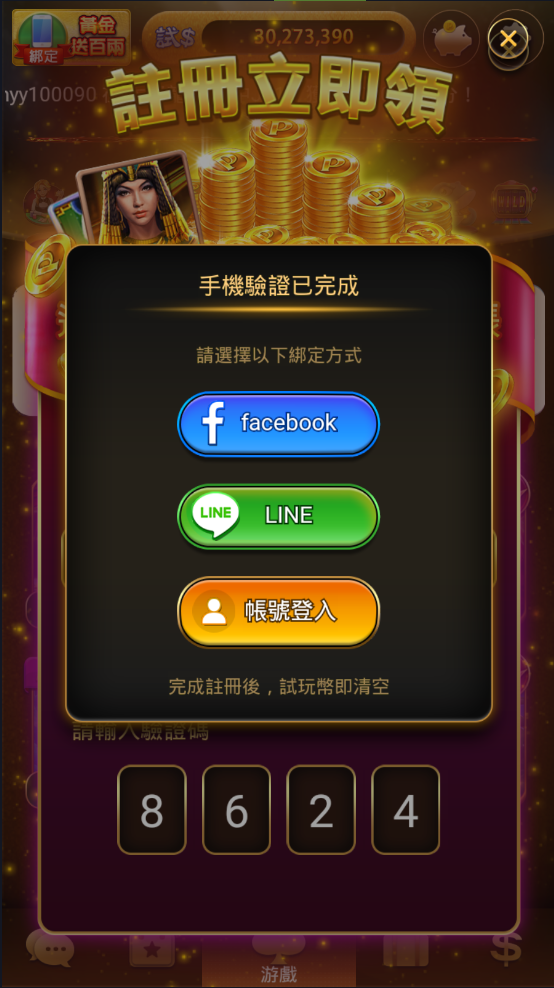 黃金
送百兩
綁定
試$
30,273,390
yy100090
！
註冊立即領
手機驗證已完成
請選擇以下綁定方式
facebook
LINE
LINE
帳號登入
完成註冊後，試玩幣即清空
請輸入驗證碼
8 6 2 4
游戲